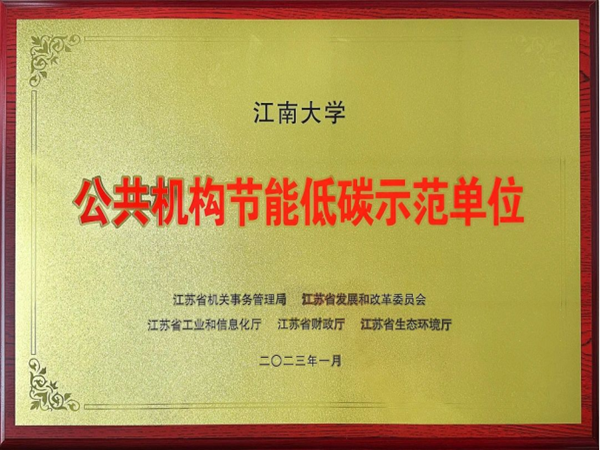 江南大学
公共机构节能低碳示范单位
江苏省机关事务管理局 江苏省发展和改革委员会
江苏省工业和信息化厅 江苏省财政厅 江苏省生态环境厅
二〇二三年一月